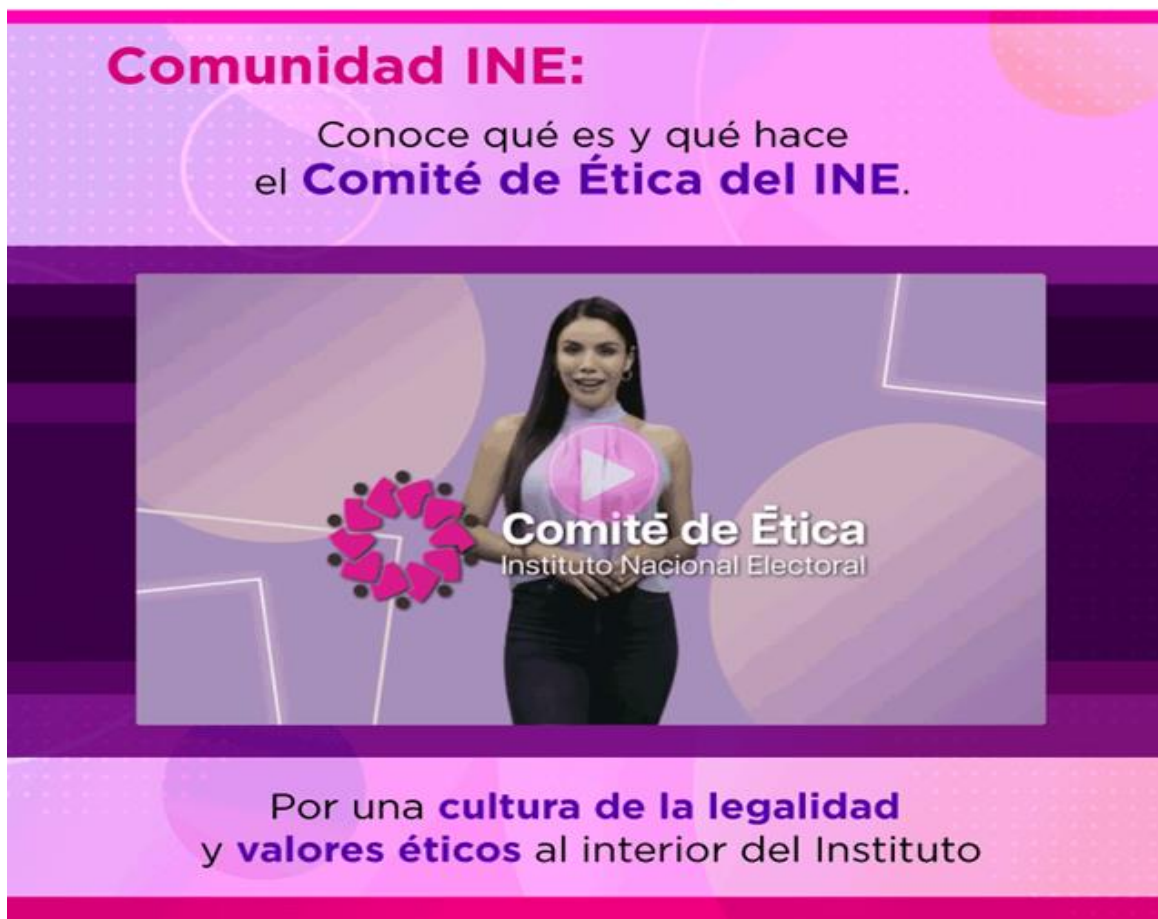 Comunidad INE:
Conoce qué es y qué hace
el Comité de Ética del INE.
Comité de Ética
Instituto Nacional Electoral
Por una cultura de la legalidad
y valores éticos al interior del Instituto